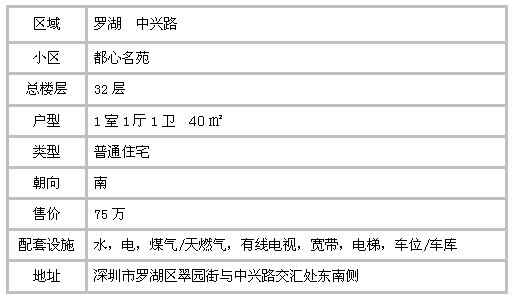 区域 罗湖 中兴路
小区 都心名苑
总楼层 32 层
户型 1 室 1 厅 1 卫 40 ㎡
类型 普通住宅
朝向 南
售价 75 万
配套设施 水，电，煤气/天燃气，有线电视，宽带，电梯，车位/车库
地址 深圳市罗湖区翠园街与中兴路交汇处东南侧